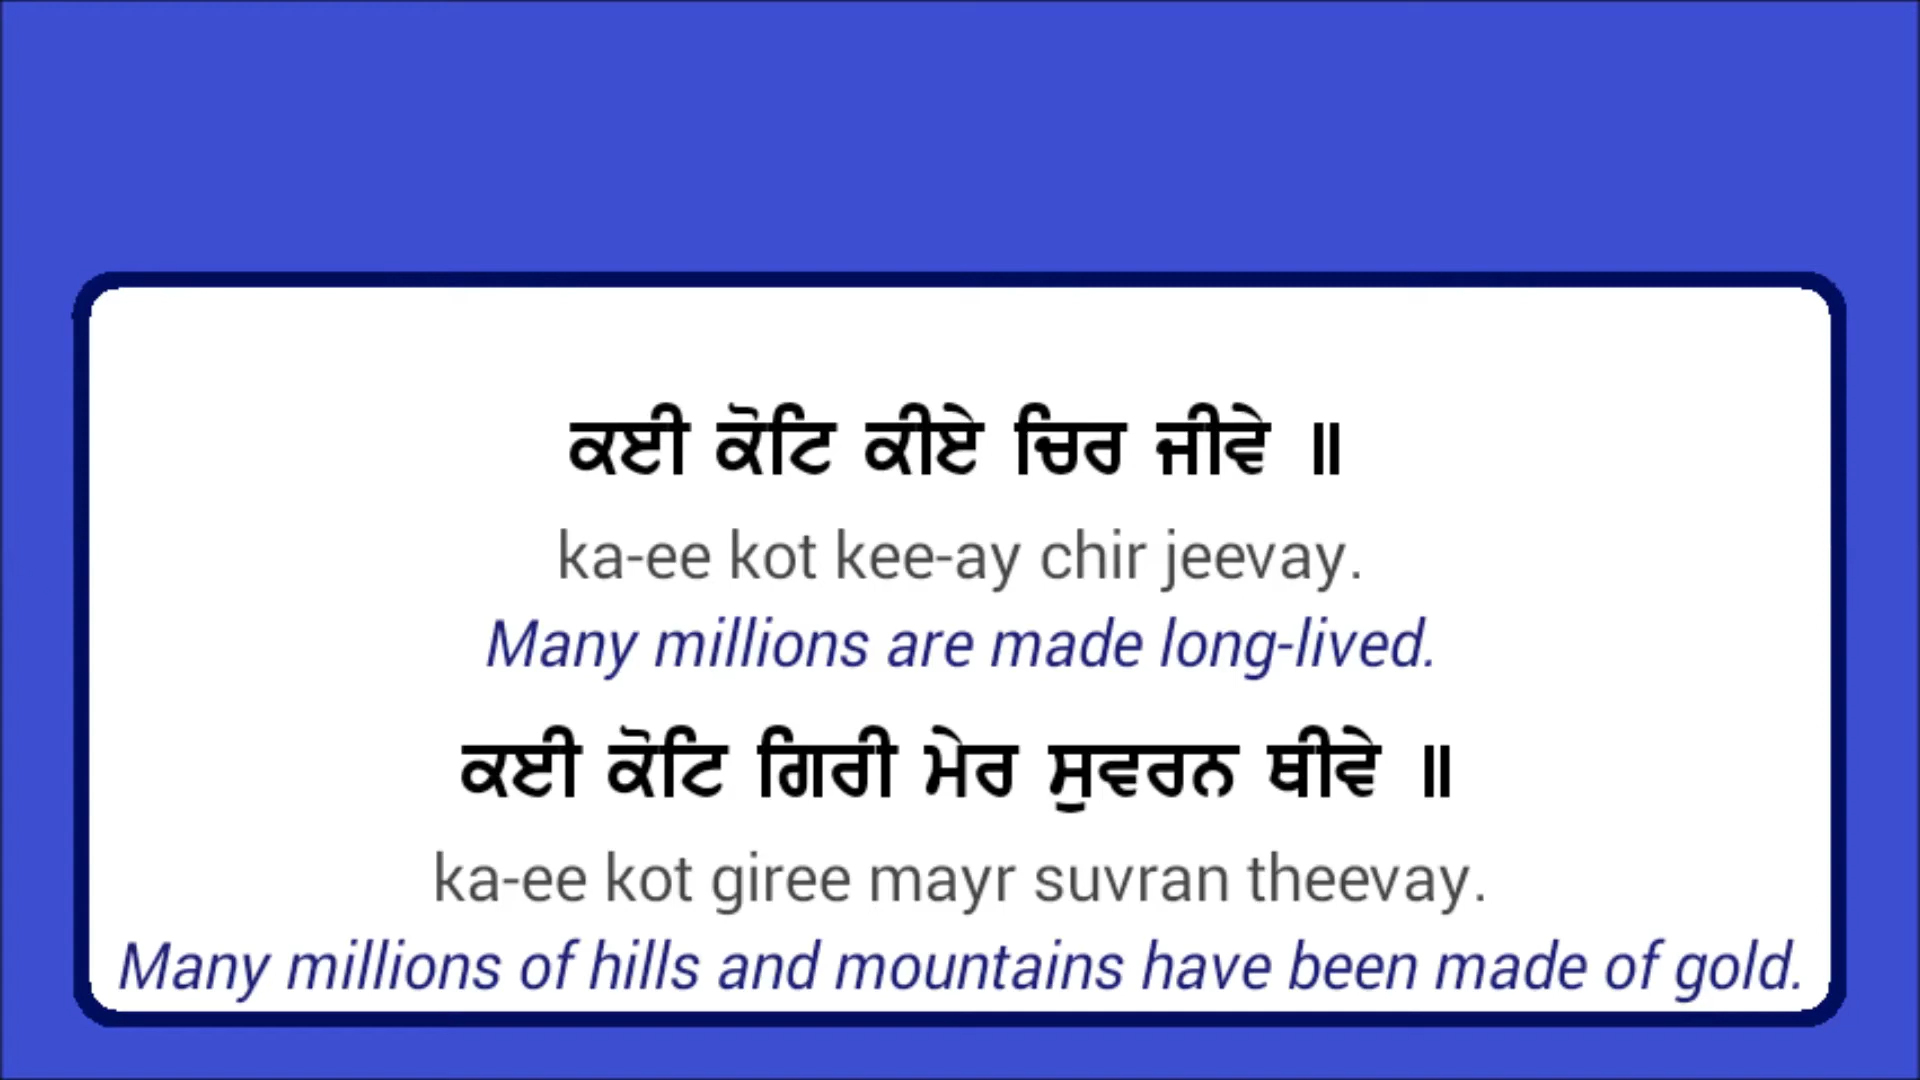 ਕਈ ਕੋਟਿ ਕੀਏ ਚਿਰ ਜੀਵੇ ॥
ka-ee kot kee-ay chir jeevay.
Many millions are made long-lived.
ਕਈ ਕੋਟਿ ਗਿਰੀ ਮੇਰ ਸੁਵਰਨ ਥੀਵੇ ॥
ka-ee kot giree mayr suvran theevay.
Many millions of hills and mountains have been made of gold.